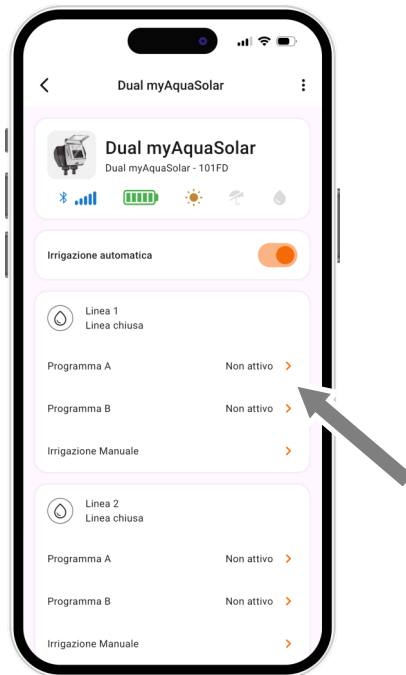 Dual myAquaSolar
Dual myAquaSolar
Dual myAquaSolar - 101FD
Irrigazione automatica
Linea 1
Linea chiusa
Programma A Non attivo
Programma B Non attivo
Irrigazione Manuale
Linea 2
Linea chiusa
Programma A Non attivo
Programma B Non attivo
Irrigazione Manuale